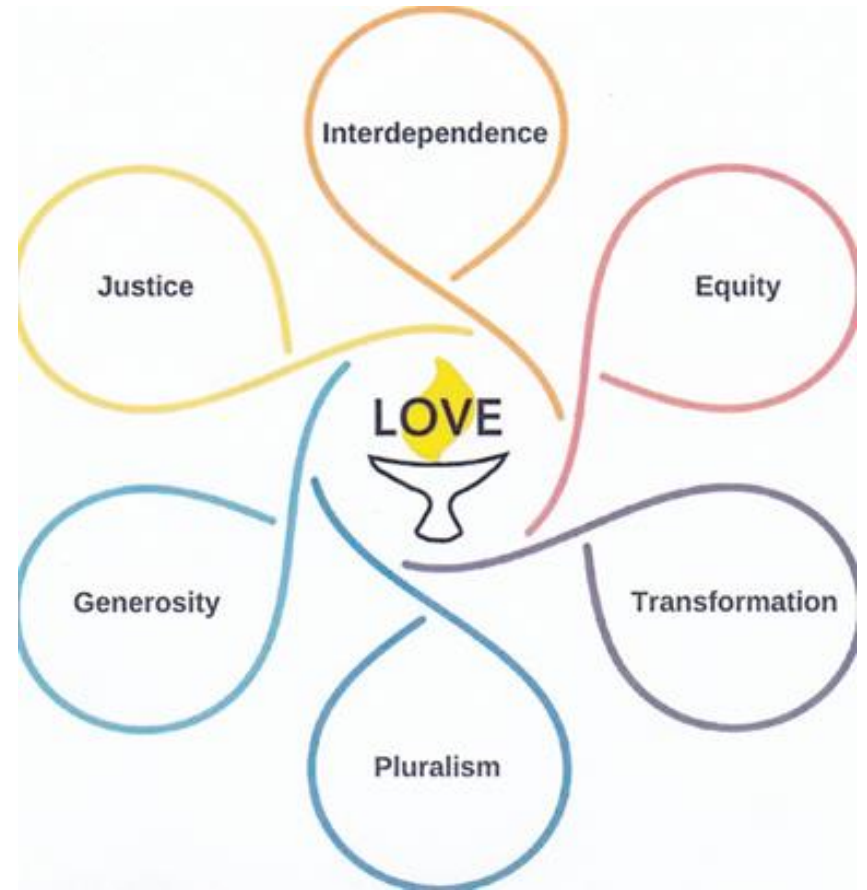 Interdependence
Justice
Equity
LOVE
Generosity
Transformation
Pluralism